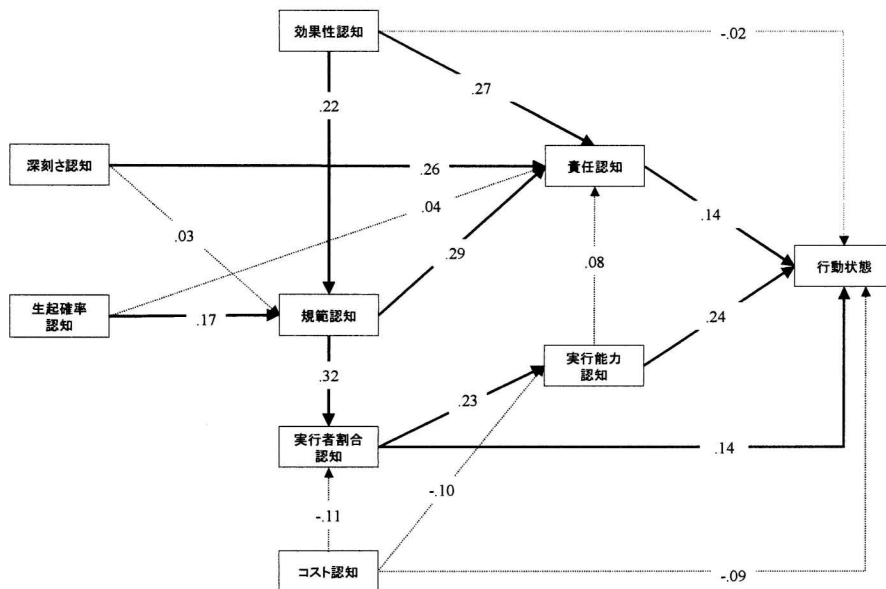 効果性認知
-.02
.27
.22
深刻さ認知
.26
責任認知
.04
.14
.03
.29
.08
行動状態
生起確率
認知
.17
規範認知
.24
実行能力
認知
.32
.23
実行者割合
認知
.14
-.10
-.11
コスト認知
-.09